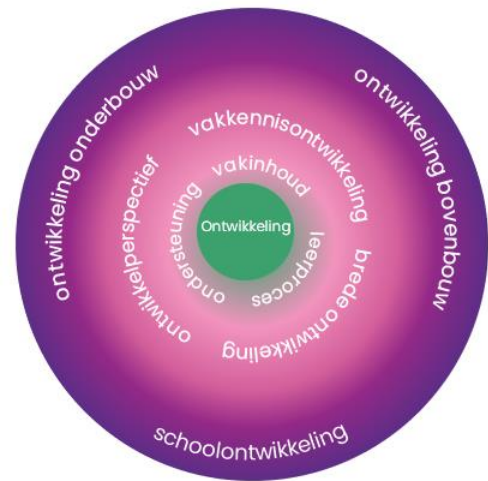 ontwikkeling onderbouw
ontwikkeling bovenbouw
schoolontwikkeling
vakkennisontwikkeling
brede ontwikkeling
ontwikkelperspectief
vakinhoud
leerproces
ondersteuning
Ontwikkeling